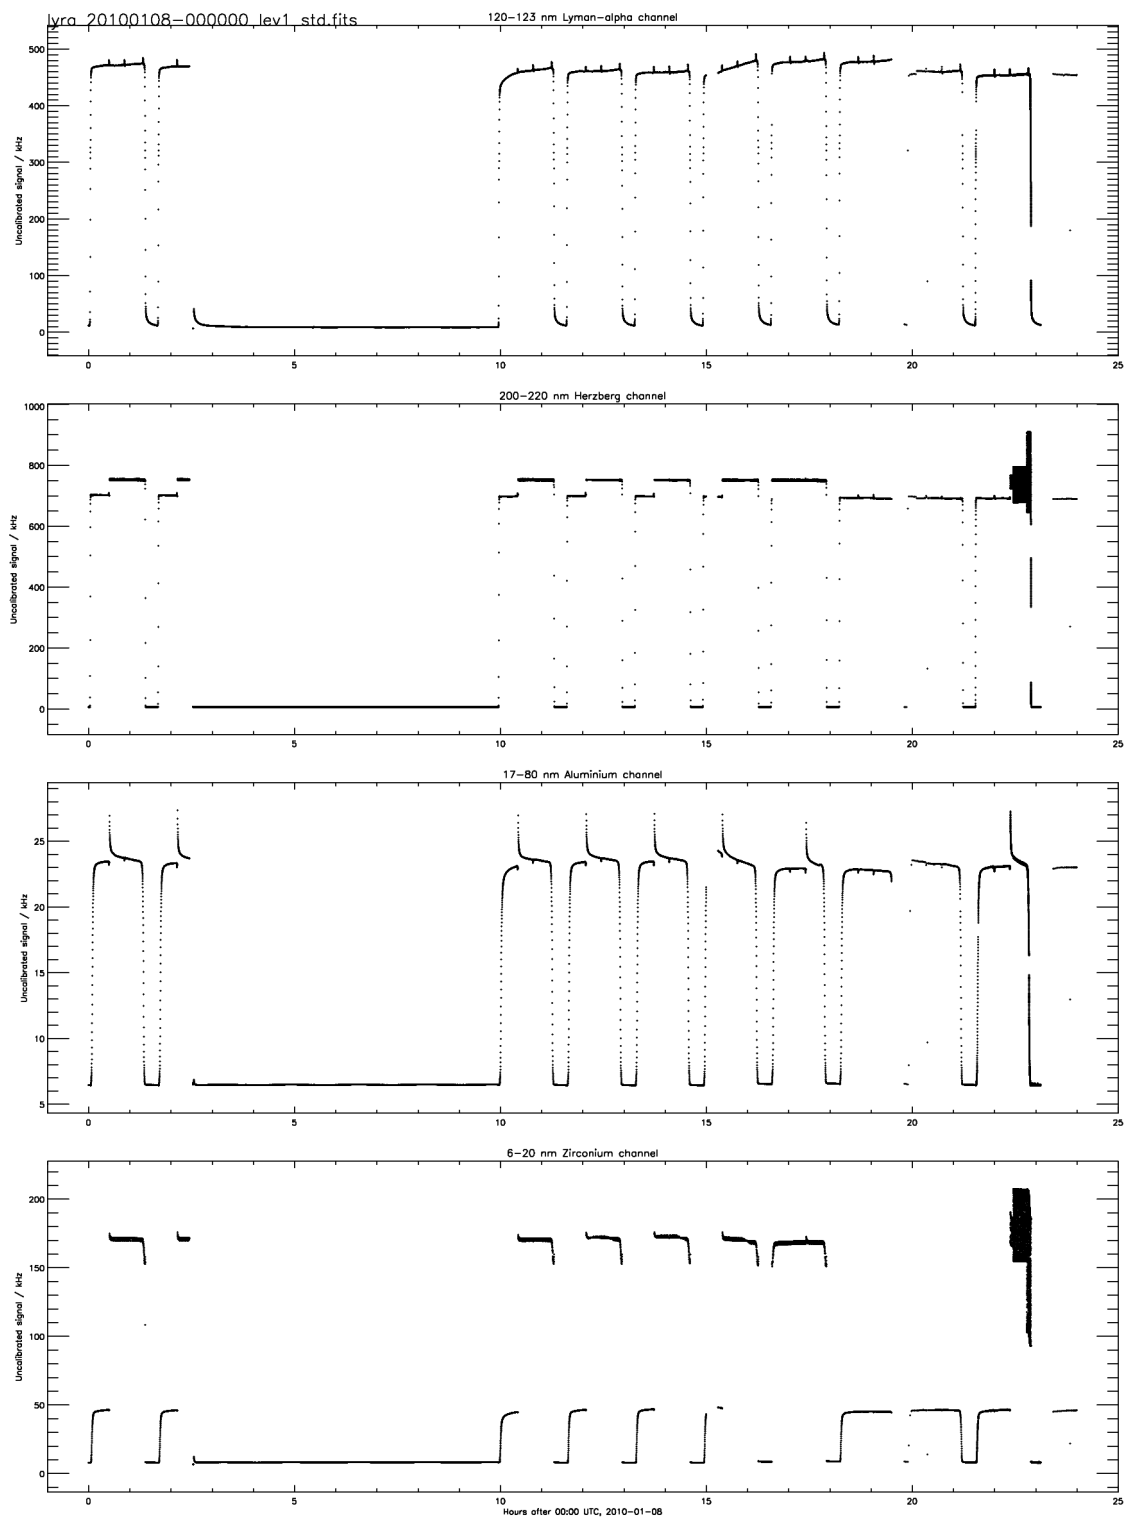 lyra_20100108-000000_lev1_std.fits
120-123 nm Lyman-alpha channel
Uncalibrated signal / kHz
500
400
300
200
100
0
0 5 10 15 20 25
200-220 nm Herzberg channel
Uncalibrated signal / kHz
1000
800
600
400
200
0
0 5 10 15 20 25
17-80 nm Aluminium channel
Uncalibrated signal / kHz
25
20
15
10
5
0 5 10 15 20 25
6-20 nm Zirconium channel
Uncalibrated signal / kHz
200
150
100
50
0
0 5 10 15 20 25
Hours after 00:00 UTC, 2010-01-08